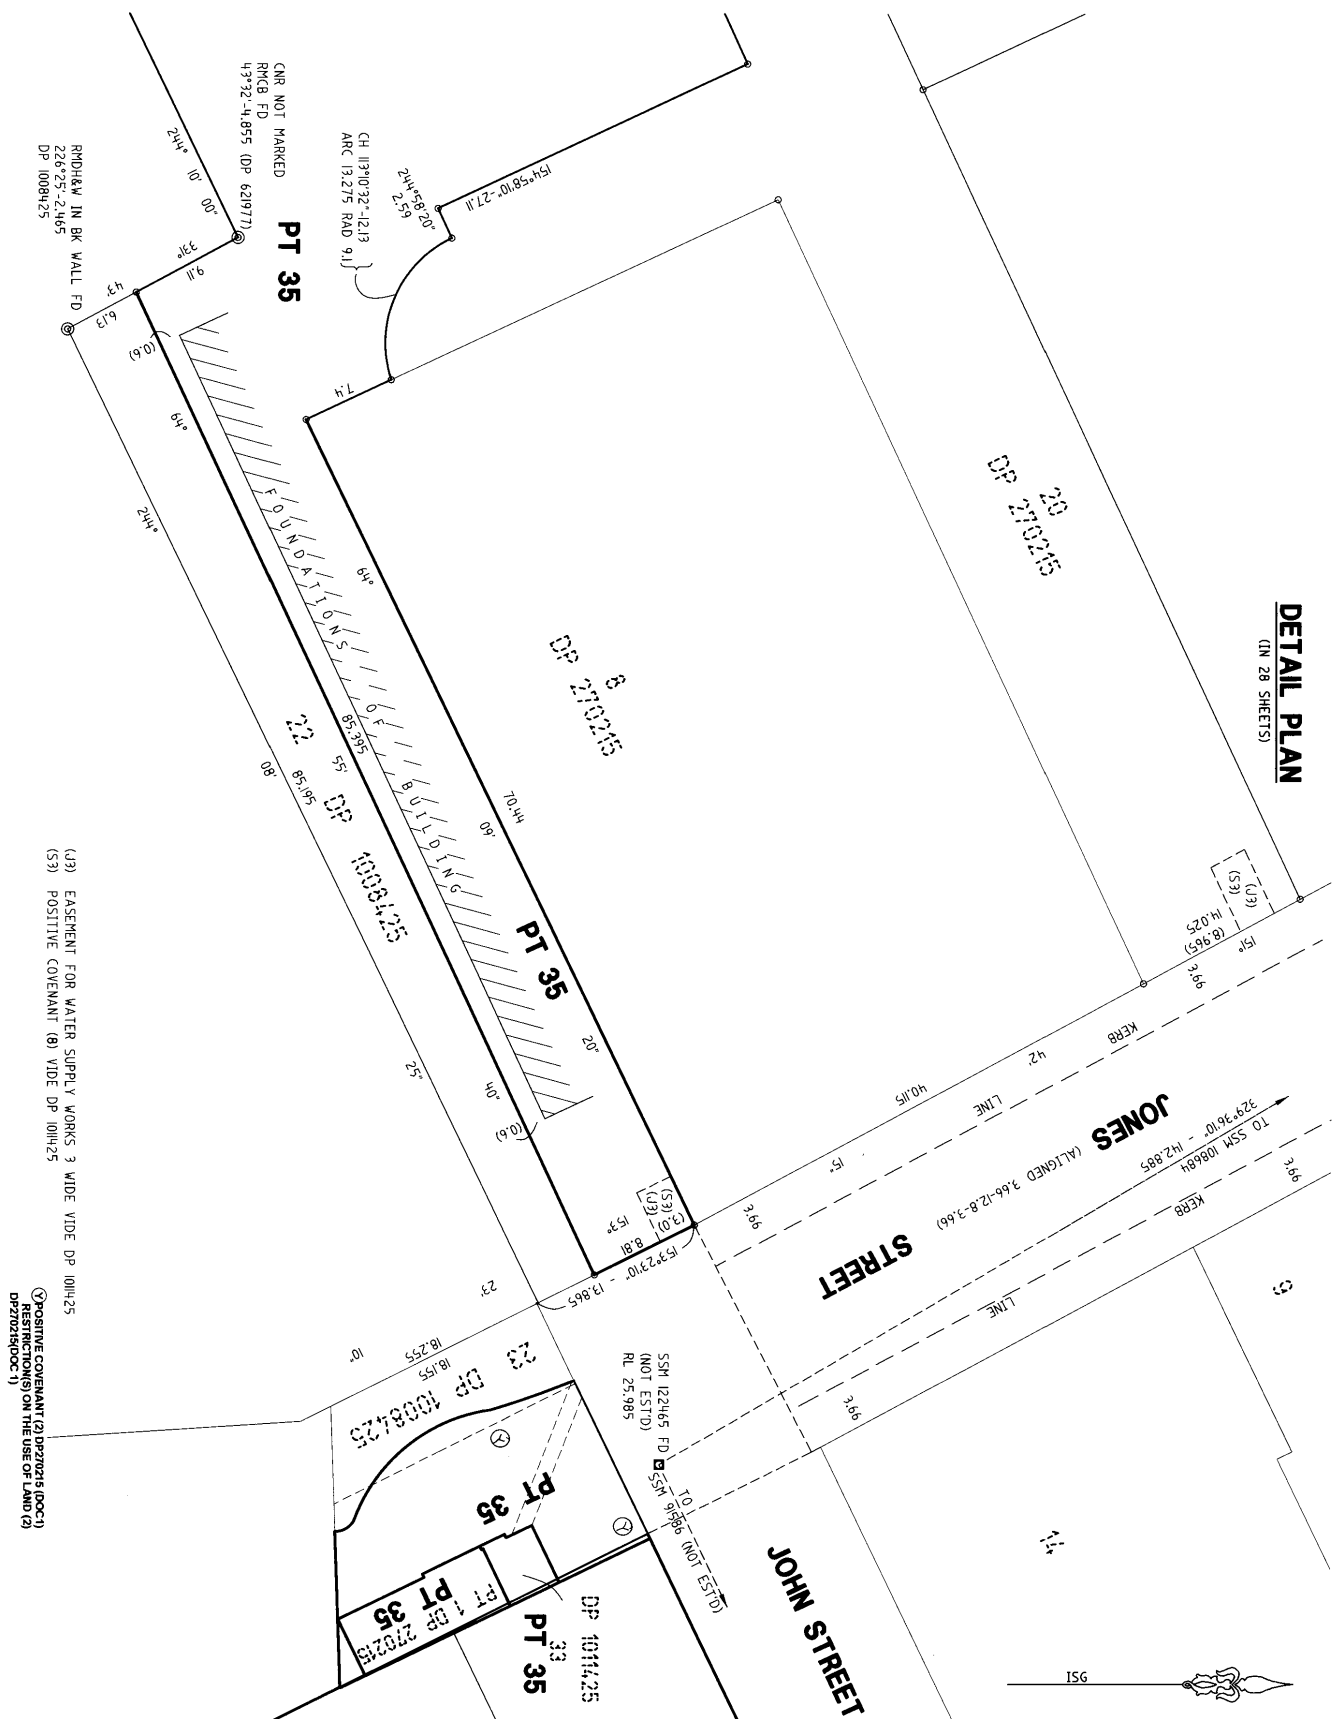 DETAIL PLAN
(IN 28 SHEETS)
20
DP 270215
8
DP 270215
CNR NOT MARKED
RMCB FD
43°32'-4.855 (DP 621977)
RMDH&W IN BK WALL FD
226°25'-2.465
DP 1008425
PT 35
CH 113°10'32"-12.13
ARC 13.275 RAD 9.1
244°58'20"
2.59
154°58'10"-27.11
244° 10' 00"
331° 43'
9.11
6.13
(0.6)
7.4
64° 09' 20"
70.44
64° 55' 40"
85.395
244° 08' 25"
85.195
FOUNDATIONS OF BUILDING
22 DP 1008425
PT 35
(0.6)
(J3)
(S3)
14.025
(8.965)
151° 42' 15"
3.66
40.115
KERB
LINE
JONES STREET
(ALIGNED 3.66-12.8-3.66)
TO SSM 108684
329°36'10" - 142.885
3.66
KERB
LINE
3.66
3.66
(S3)
(J3)
(3.0)
153° 23' 10"
8.81
153°23'10" - 13.865
18.255
18.155
23 DP 1008425
SSM 122465 FD
(NOT EST'D)
RL 25.985
TO
SSM 91586 (NOT EST'D)
14
JOHN STREET
Y
Y
PT 35
PT 35
PT 1 DP 270215
DP 1011425
33
PT 35
(J3) EASEMENT FOR WATER SUPPLY WORKS 3 WIDE VIDE DP 1011425
(S3) POSITIVE COVENANT (8) VIDE DP 1011425
Y POSITIVE COVENANT (2) DP270215 (DOC1)
RESTRICTION(S) ON THE USE OF LAND (2)
DP270215(DOC 1)
ISG